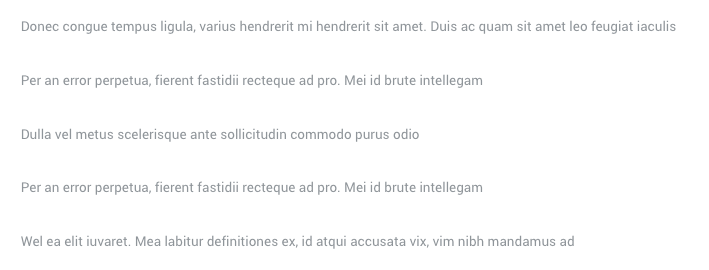 Donec congue tempus ligula, varius hendrerit mi hendrerit sit amet. Duis ac quam sit amet leo feugiat iaculis
Per an error perpetua, fierent fastidii recteque ad pro. Mei id brute intellegam
Dulla vel metus scelerisque ante sollicitudin commodo purus odio
Per an error perpetua, fierent fastidii recteque ad pro. Mei id brute intellegam
Wel ea elit iuvaret. Mea labitur definitiones ex, id atqui accusata vix, vim nibh mandamus ad